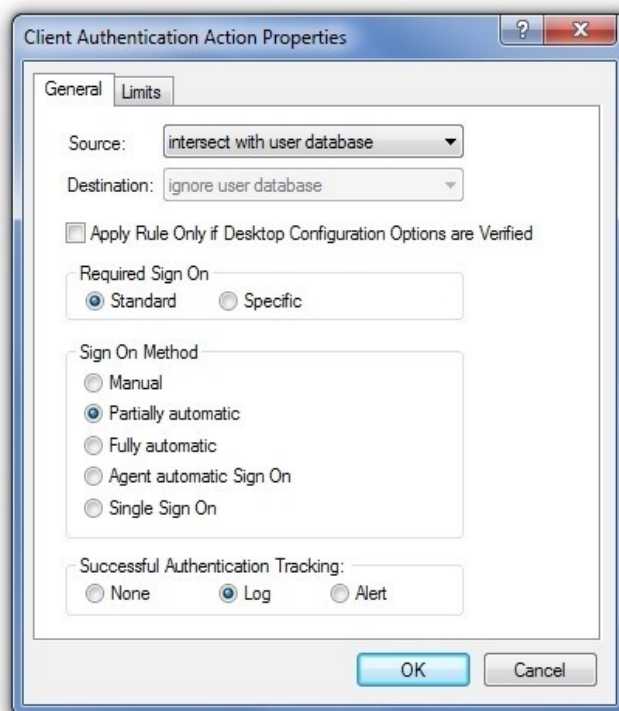 Client Authentication Action Properties
?
General Limits
Source: intersect with user database
Destination: ignore user database
Apply Rule Only if Desktop Configuration Options are Verified
Required Sign On
Standard Specific
Sign On Method
Manual
Partially automatic
Fully automatic
Agent automatic Sign On
Single Sign On
Successful Authentication Tracking:
None Log Alert
OK Cancel